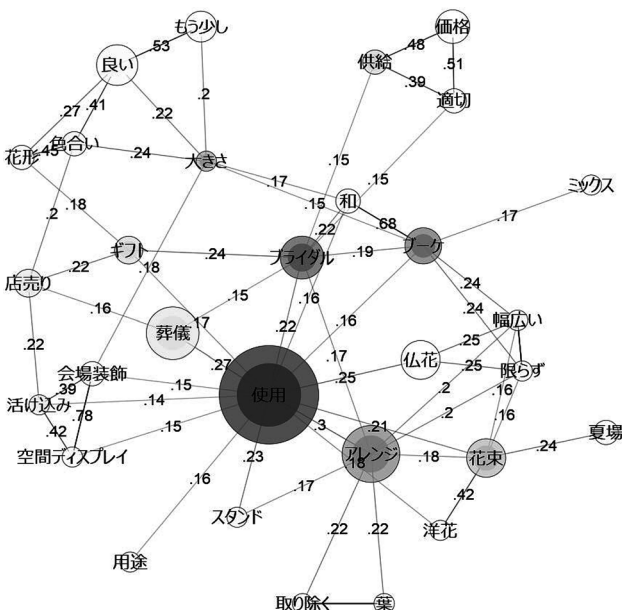 もう少し
価格
.53
.48
良い
供給
.51
.39
適切
.27
.41
.22
.2
色合い
.45
花形
.24
大きさ
.15
.15
.17
ミックス
.15
和
.18
.68
.17
.2
.22
ブーケ
ギフト
.24
ブライダル
.19
店売り
.22
.18
.24
.15
.16
.24
.16
葬儀
.17
.22
.16
幅広い
.22
.17
.25
仏花
.27
.25
限らず
会場装飾
.25
.39
.15
使用
.16
活け込み
.14
.2
.78
.2
.16
.42
.15
.3
.21
夏場
空間ディスプレイ
.23
アレンジ
.18
.18
花束
.24
.16
.17
.42
スタンド
.22
.22
洋花
用途
取り除く
葉